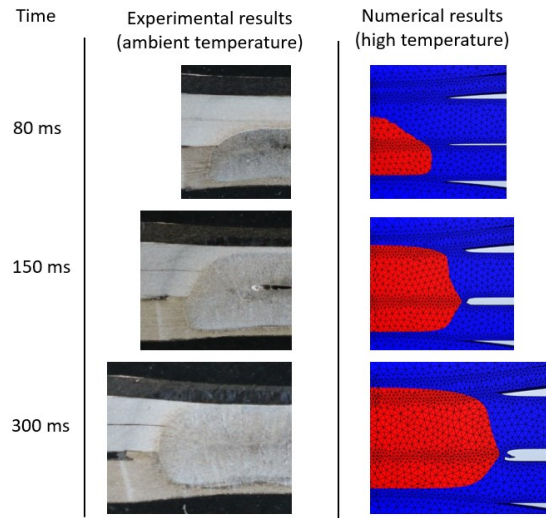 Time
Experimental results
(ambient temperature)
Numerical results
(high temperature)
80 ms
150 ms
300 ms